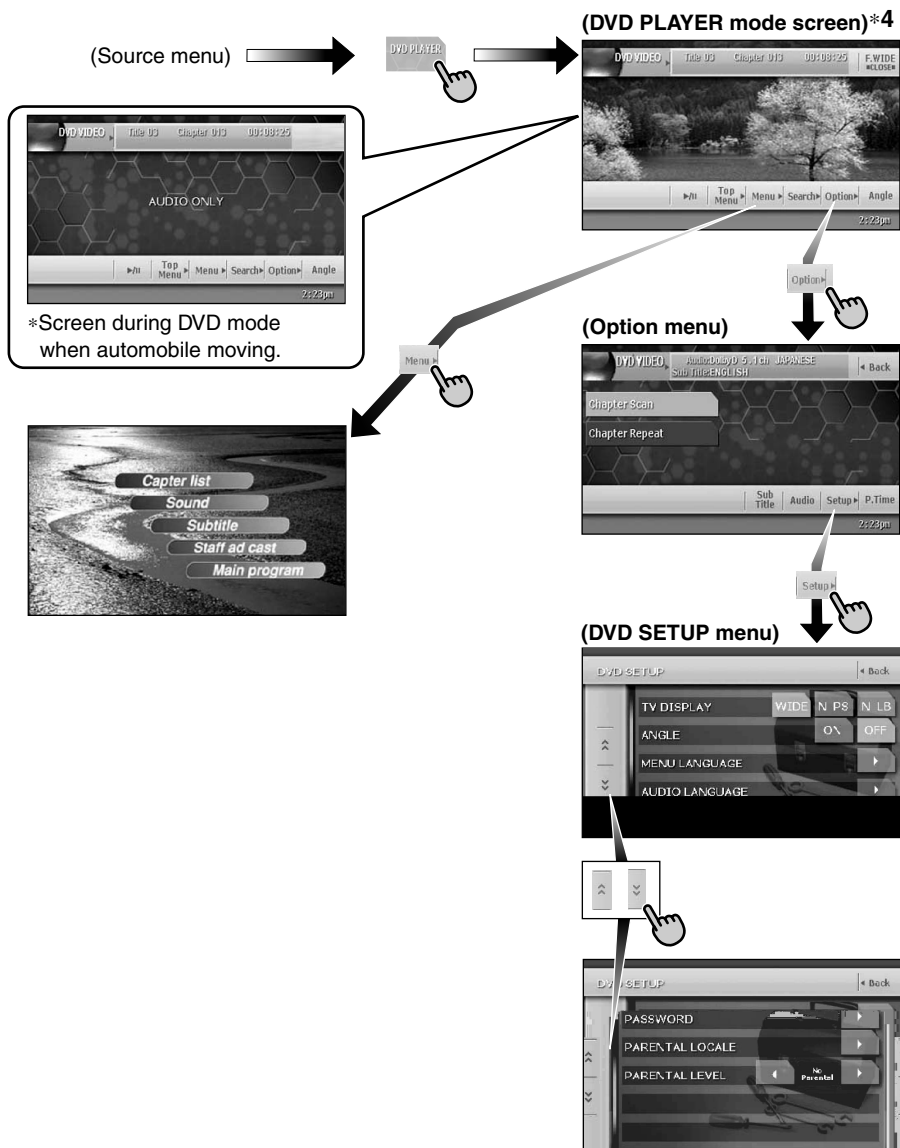 (DVD PLAYER mode screen)*4
(Source menu)
DVD PLAYER
DVD VIDEO
Title 03 Chapter 013 00:08:25
F.WIDE
■CLOSE■
▶/II Top Menu▶ Menu▶ Search▶ Option▶ Angle
2:23pm
DVD VIDEO
Title 03 Chapter 013 00:08:25
AUDIO ONLY
▶/II Top Menu▶ Menu▶ Search▶ Option▶ Angle
2:23pm
*Screen during DVD mode
when automobile moving.
Option▶
Menu▶
(Option menu)
DVD VIDEO
Audio:DolbyD 5.1ch JAPANESE
Sub Title:ENGLISH
◀ Back
Chapter Scan
Chapter Repeat
Sub Title Audio Setup▶ P.Time
2:23pm
Capter list
Sound
Subtitle
Staff ad cast
Main program
Setup▶
(DVD SETUP menu)
DVD SETUP
◀ Back
TV DISPLAY WIDE N PS N LB
ANGLE ON OFF
MENU LANGUAGE
AUDIO LANGUAGE
DVD SETUP
◀ Back
PASSWORD
PARENTAL LOCALE
PARENTAL LEVEL No Parental